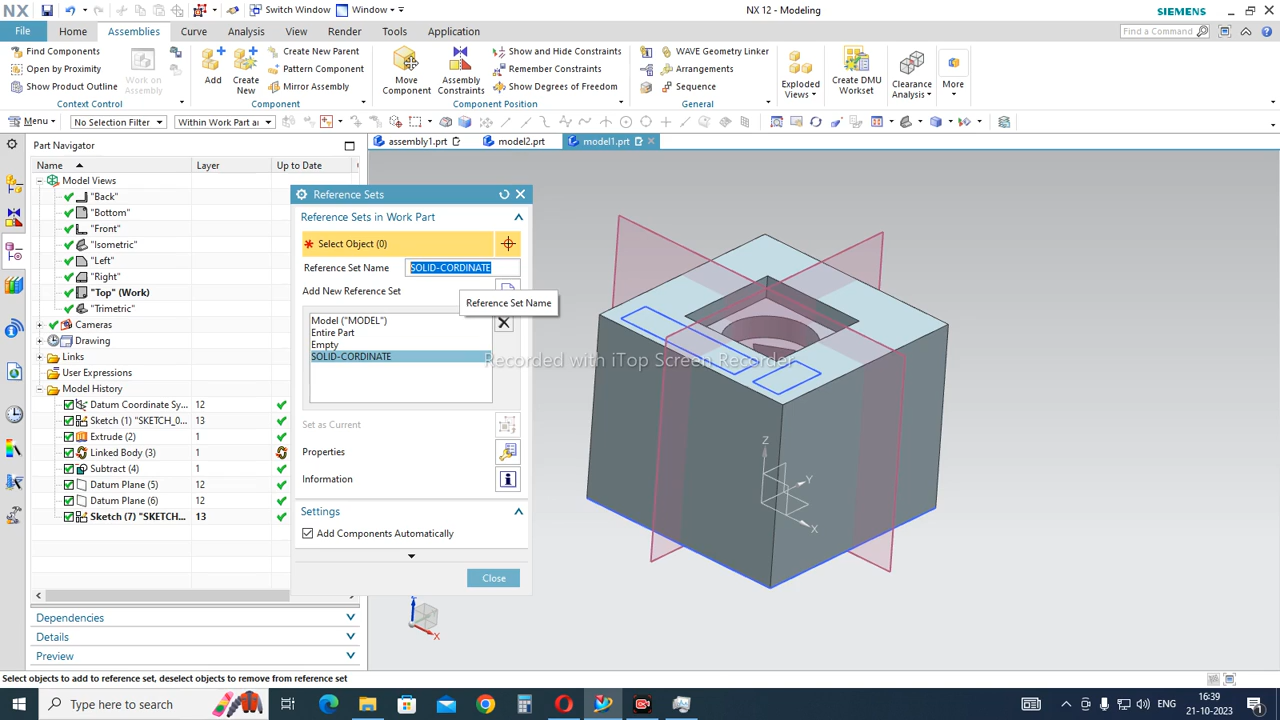 NX
Switch Window
Window
NX 12 - Modeling
SIEMENS
File
Home
Assemblies
Curve
Analysis
View
Render
Tools
Application
Find a Command
Find Components
Open by Proximity
Show Product Outline
Work on Assembly
Context Control
Add
Create New
Create New Parent
Pattern Component
Mirror Assembly
Component
Move Component
Assembly Constraints
Show and Hide Constraints
Remember Constraints
Show Degrees of Freedom
Component Position
WAVE Geometry Linker
Arrangements
Sequence
General
Exploded Views
Create DMU Workset
Clearance Analysis
More
Menu
No Selection Filter
Within Work Part a
Part Navigator
assembly1.prt
model2.prt
model1.prt
Name
Layer
Up to Date
Model Views
"Back"
"Bottom"
"Front"
"Isometric"
"Left"
"Right"
"Top" (Work)
"Trimetric"
Cameras
Drawing
Links
User Expressions
Model History
Datum Coordinate Sy... 12
Sketch (1) "SKETCH_0... 13
Extrude (2) 1
Linked Body (3) 1
Subtract (4) 1
Datum Plane (5) 12
Datum Plane (6) 12
Sketch (7) "SKETCH... 13
Dependencies
Details
Preview
Reference Sets
Reference Sets in Work Part
* Select Object (0)
Reference Set Name SOLID-CORDINATE
Add New Reference Set
Reference Set Name
Model ("MODEL")
Entire Part
Empty
SOLID-CORDINATE
Set as Current
Properties
Information
Settings
Add Components Automatically
Close
Recorded with iTop Screen Recorder
Z
Y
X
Z
X
Select objects to add to reference set, deselect objects to remove from reference set
Type here to search
ENG
16:39
21-10-2023